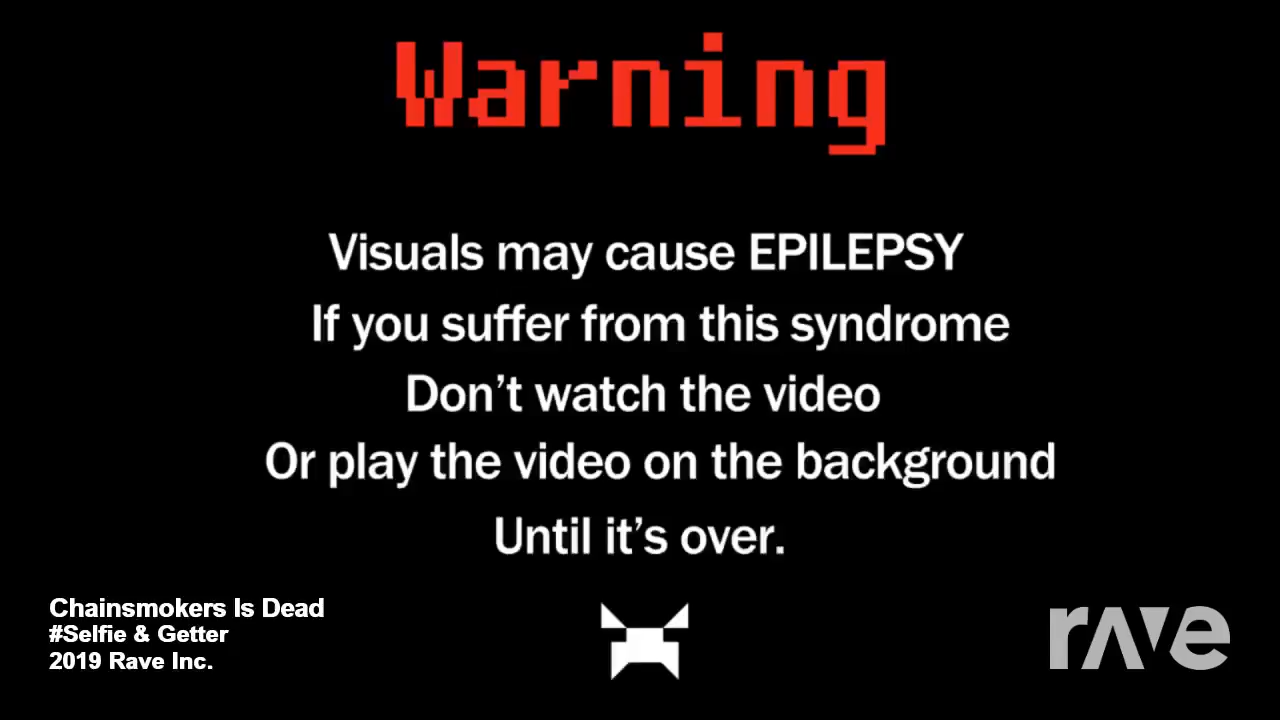 Warning
Visuals may cause EPILEPSY
If you suffer from this syndrome
Don’t watch the video
Or play the video on the background
Until it’s over.
Chainsmokers Is Dead
#Selfie & Getter
2019 Rave Inc.
rave